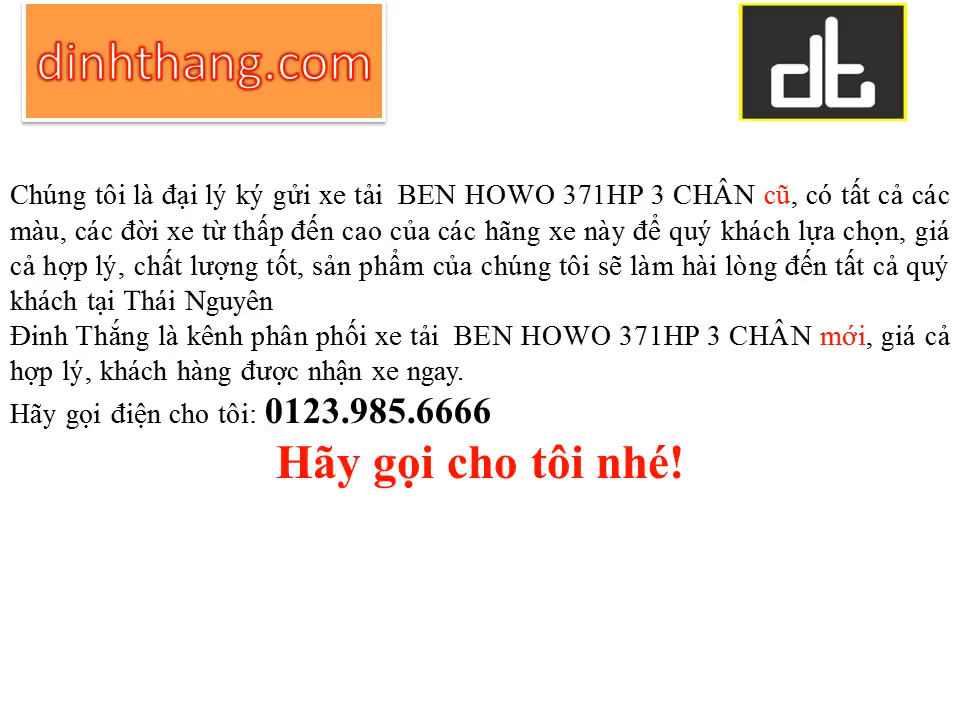 dinhthang.com
dt
Chúng tôi là đại lý ký gửi xe tải BEN HOWO 371HP 3 CHÂN cũ, có tất cả các
màu, các đời xe từ thấp đến cao của các hãng xe này để quý khách lựa chọn, giá
cả hợp lý, chất lượng tốt, sản phẩm của chúng tôi sẽ làm hài lòng đến tất cả quý
khách tại Thái Nguyên
Đinh Thắng là kênh phân phối xe tải BEN HOWO 371HP 3 CHÂN mới, giá cả
hợp lý, khách hàng được nhận xe ngay.
Hãy gọi điện cho tôi: 0123.985.6666
Hãy gọi cho tôi nhé!